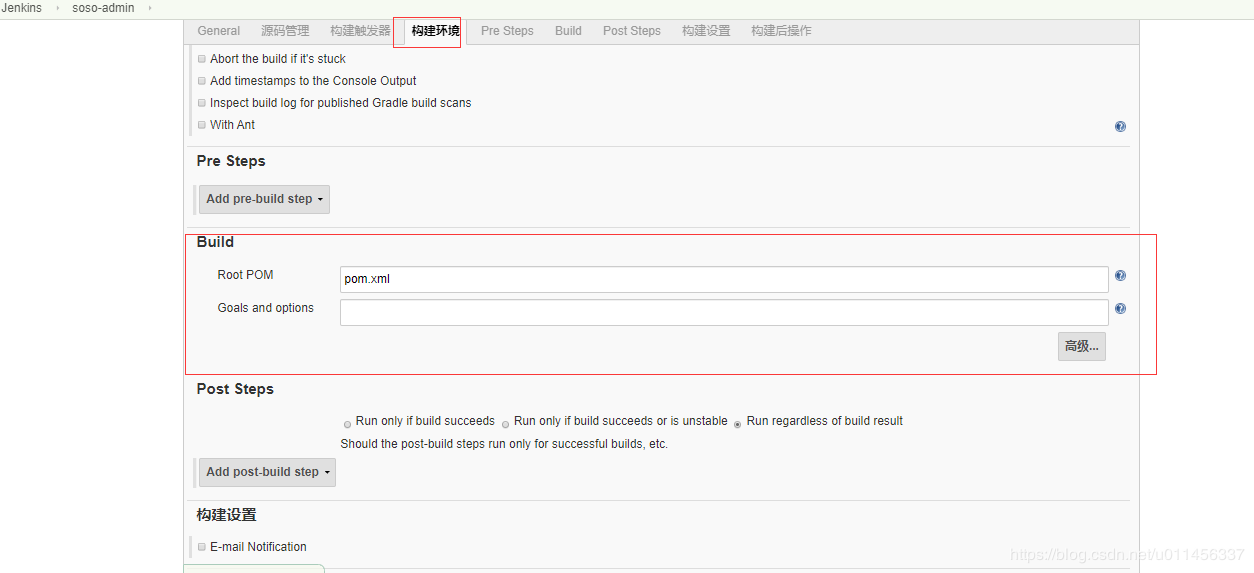 Jenkins › soso-admin ›
General 源码管理 构建触发器 构建环境 Pre Steps Build Post Steps 构建设置 构建后操作
Abort the build if it's stuck
Add timestamps to the Console Output
Inspect build log for published Gradle build scans
With Ant
Pre Steps
Add pre-build step
Build
Root POM pom.xml
Goals and options
高级...
Post Steps
Run only if build succeeds Run only if build succeeds or is unstable Run regardless of build result
Should the post-build steps run only for successful builds, etc.
Add post-build step
构建设置
E-mail Notification
https://blog.csdn.net/u011456337